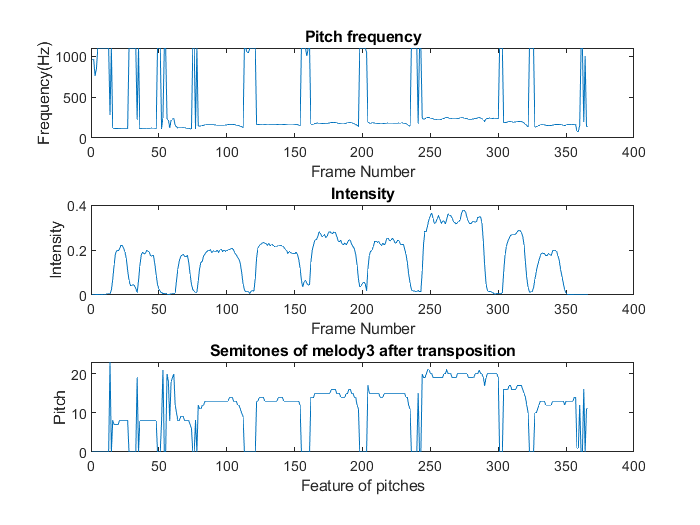 Pitch frequency
Frequency(Hz)
1000
500
0
0 50 100 150 200 250 300 350 400
Frame Number
Intensity
Intensity
0.4
0.2
0
0 50 100 150 200 250 300 350 400
Frame Number
Semitones of melody3 after transposition
Pitch
20
10
0
0 50 100 150 200 250 300 350 400
Feature of pitches